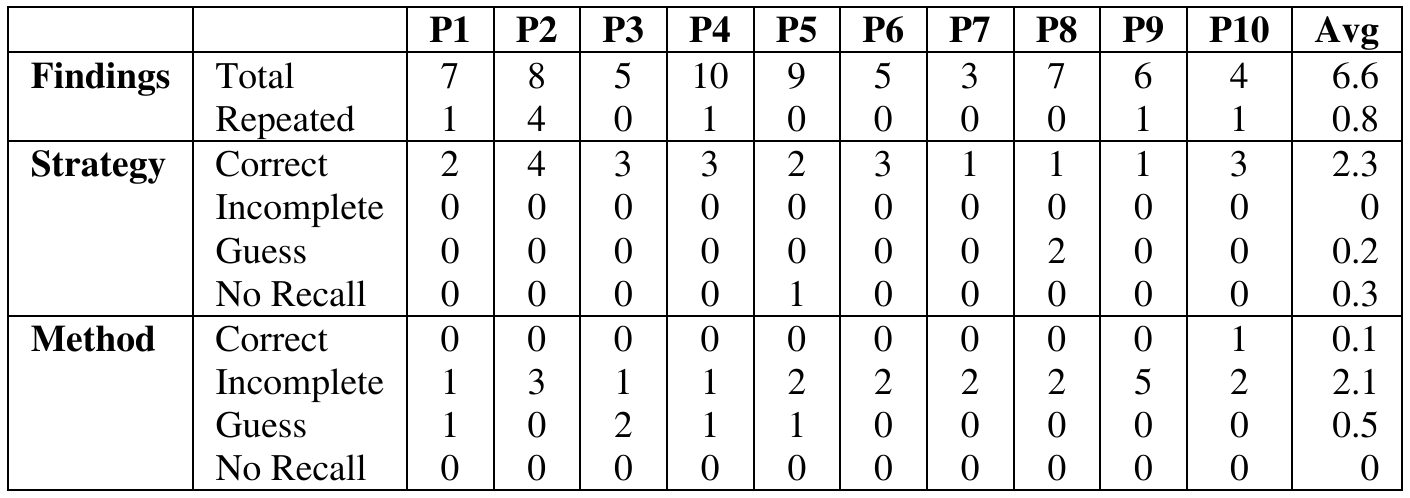 P1 P2 P3 P4 P5 P6 P7 P8 P9 P10 Avg
Findings Total 7 8 5 10 9 5 3 7 6 4 6.6
Repeated 1 4 0 1 0 0 0 0 1 1 0.8
Strategy Correct 2 4 3 3 2 3 1 1 1 3 2.3
Incomplete 0 0 0 0 0 0 0 0 0 0 0
Guess 0 0 0 0 0 0 0 2 0 0 0.2
No Recall 0 0 0 0 1 0 0 0 0 0 0.3
Method Correct 0 0 0 0 0 0 0 0 0 1 0.1
Incomplete 1 3 1 1 2 2 2 2 5 2 2.1
Guess 1 0 2 1 1 0 0 0 0 0 0.5
No Recall 0 0 0 0 0 0 0 0 0 0 0